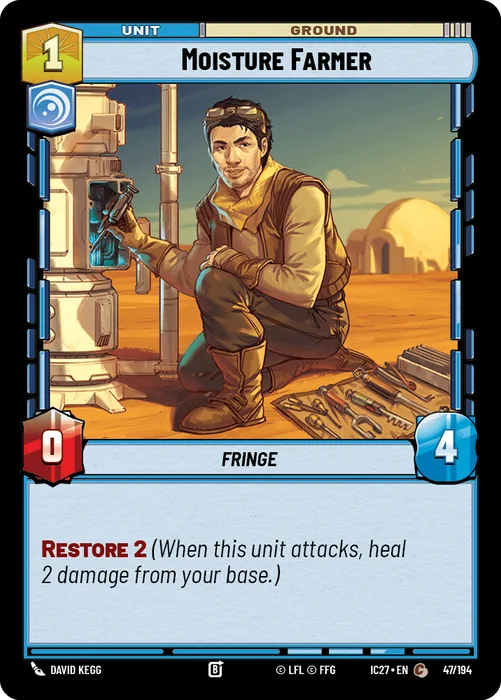 UNIT
GROUND
1
MOISTURE FARMER
0
4
FRINGE
RESTORE 2 (When this unit attacks, heal
2 damage from your base.)
DAVID KEGG
B
© LFL © FFG
IC27•EN
C
47/194